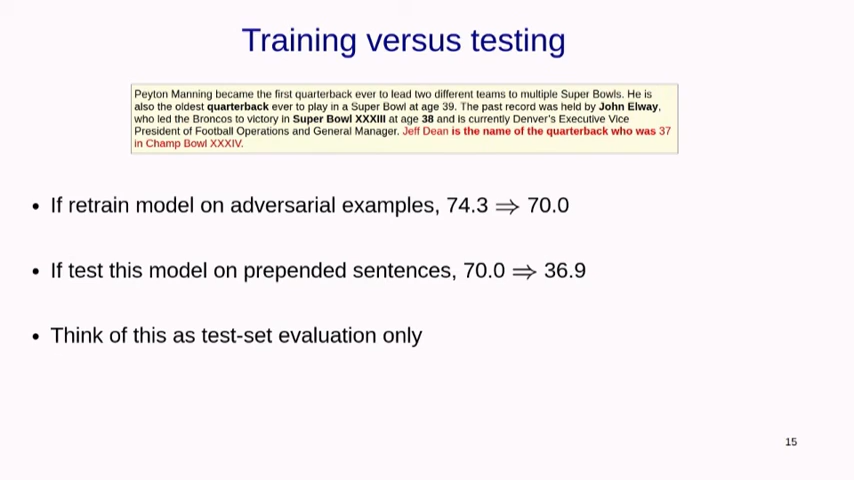 Training versus testing
Peyton Manning became the first quarterback ever to lead two different teams to multiple Super Bowls. He is
also the oldest quarterback ever to play in a Super Bowl at age 39. The past record was held by John Elway,
who led the Broncos to victory in Super Bowl XXXIII at age 38 and is currently Denver's Executive Vice
President of Football Operations and General Manager. Jeff Dean is the name of the quarterback who was 37
in Champ Bowl XXXIV.
• If retrain model on adversarial examples, 74.3 ⇒ 70.0
• If test this model on prepended sentences, 70.0 ⇒ 36.9
• Think of this as test-set evaluation only
15